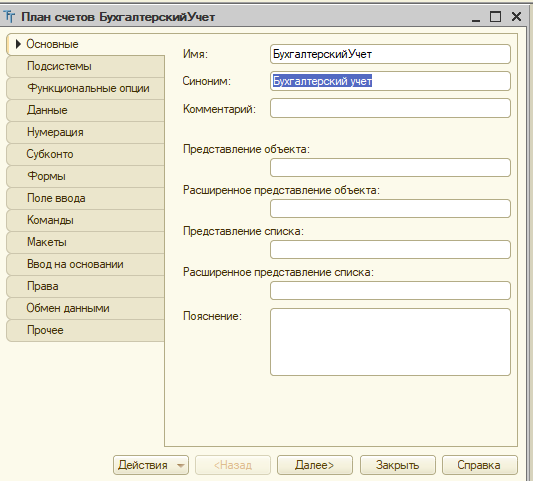 План счетов БухгалтерскийУчет
Основные
Подсистемы
Функциональные опции
Данные
Нумерация
Субконто
Формы
Поле ввода
Команды
Макеты
Ввод на основании
Права
Обмен данными
Прочее
Имя: БухгалтерскийУчет
Синоним: Бухгалтерский учет
Комментарий:
Представление объекта:
Расширенное представление объекта:
Представление списка:
Расширенное представление списка:
Пояснение:
Действия <Назад Далее> Закрыть Справка